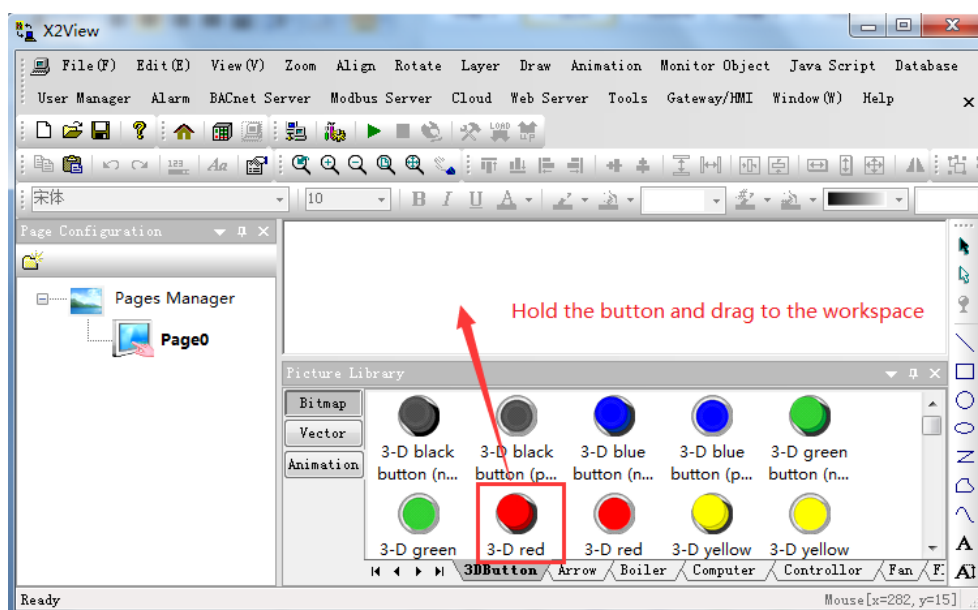 X2View
File(F) Edit(E) View(V) Zoom Align Rotate Layer Draw Animation Monitor Object Java Script Database
User Manager Alarm BACnet Server Modbus Server Cloud Web Server Tools Gateway/HMI Window(W) Help
LOAD
123 Aa
宋体 10 B I U A
Page Configuration
Pages Manager
Hold the button and drag to the workspace
Page0
Picture Library
Bitmap
Vector
Animation
3-D black button (n...
3-D black button (p...
3-D blue button (n...
3-D blue button (p...
3-D green button (n...
3-D green
3-D red
3-D red
3-D yellow
3-D yellow
3DButton Arrow Boiler Computer Controllor Fan F
A
A
Ready Mouse[x=282, y=15]